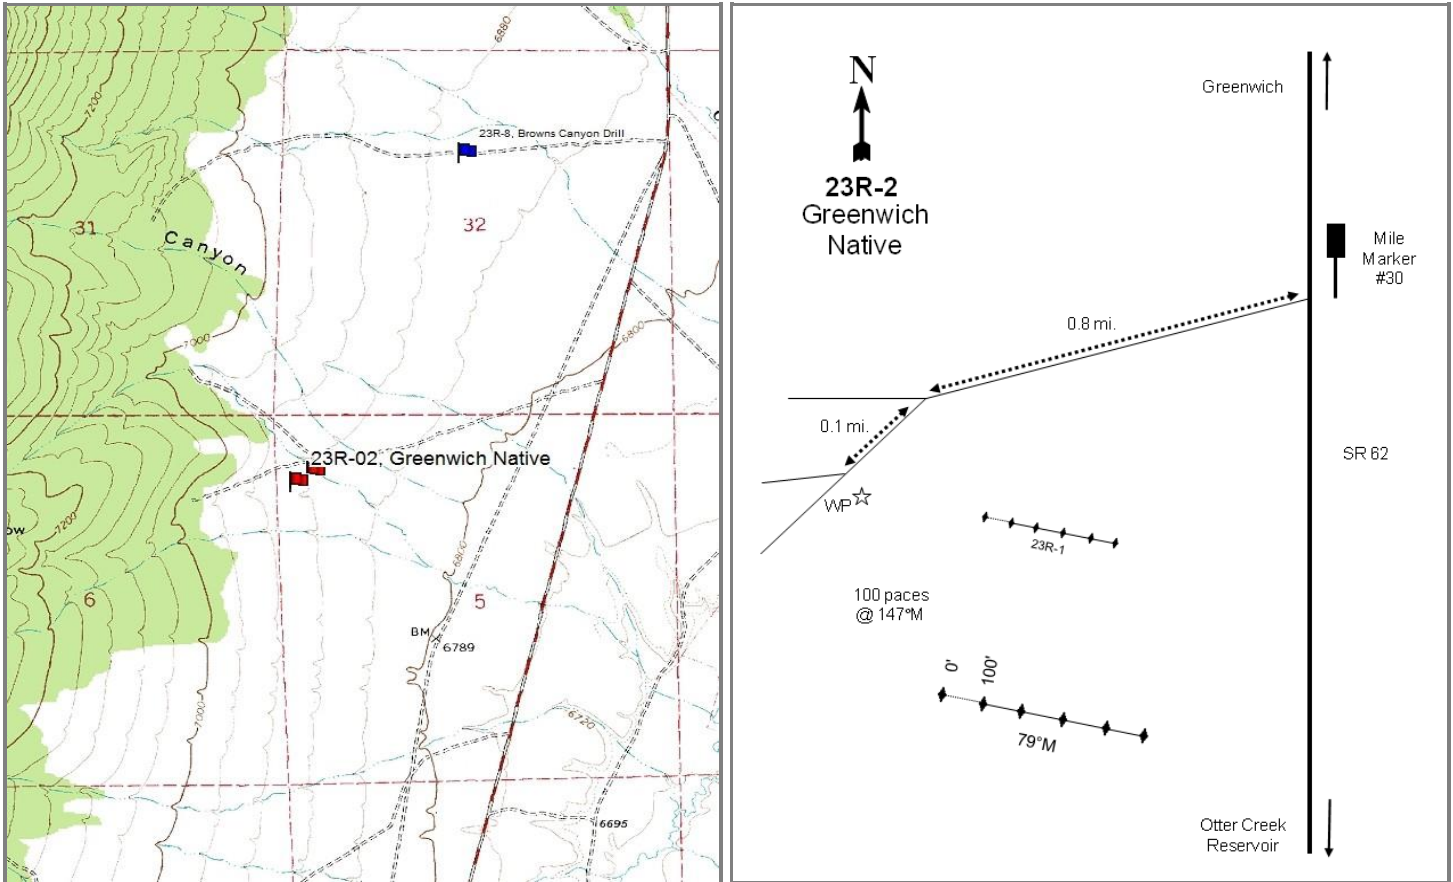 6880
7200
23R-8, Browns Canyon Drill
31
32
Canyon
7000
6800
23R-02, Greenwich Native
7200
ow
6800
6
5
BM
6789
7000
6720
6695
N
23R-2
Greenwich
Native
Greenwich
Mile
Marker
#30
0.8 mi.
0.1 mi.
SR 62
WP
23R-1
100 paces
@ 147°M
0'
100'
79°M
Otter Creek
Reservoir